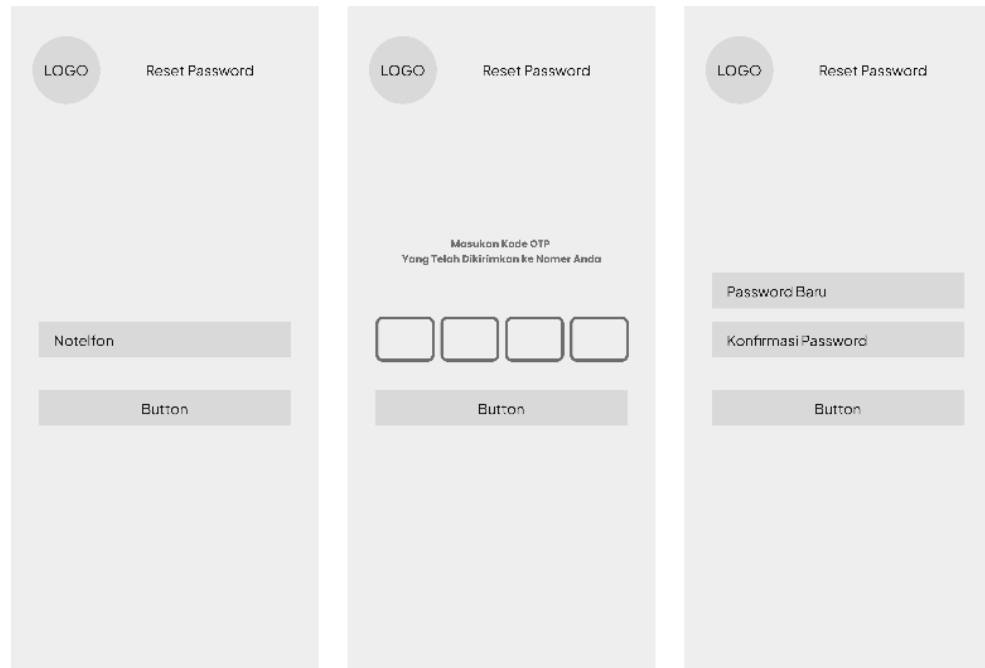 LOGO
Reset Password
Notelfon
Button
LOGO
Reset Password
Masukan Kode OTP
Yang Telah Dikirimkan ke Nomer Anda
Button
LOGO
Reset Password
Password Baru
Konfirmasi Password
Button